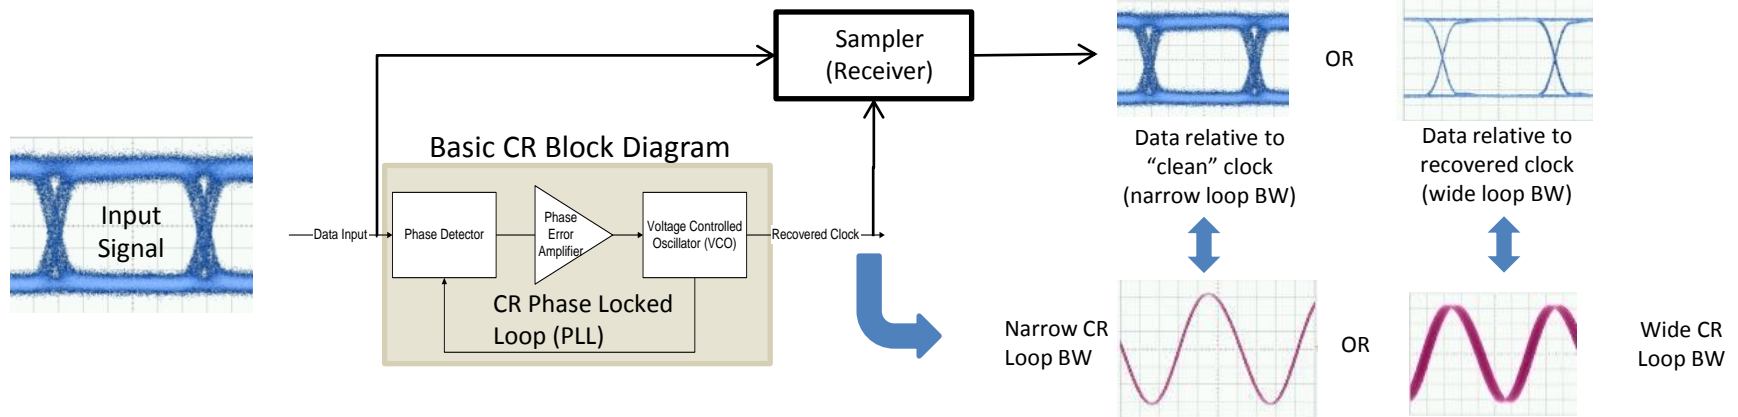 Sampler
(Receiver)
OR
Data relative to
“clean” clock
(narrow loop BW)
Data relative to
recovered clock
(wide loop BW)
Basic CR Block Diagram
Input
Signal
Data Input
Phase Detector
Phase
Error
Amplifier
Voltage Controlled
Oscillator (VCO)
Recovered Clock
CR Phase Locked
Loop (PLL)
Narrow CR
Loop BW
OR
Wide CR
Loop BW